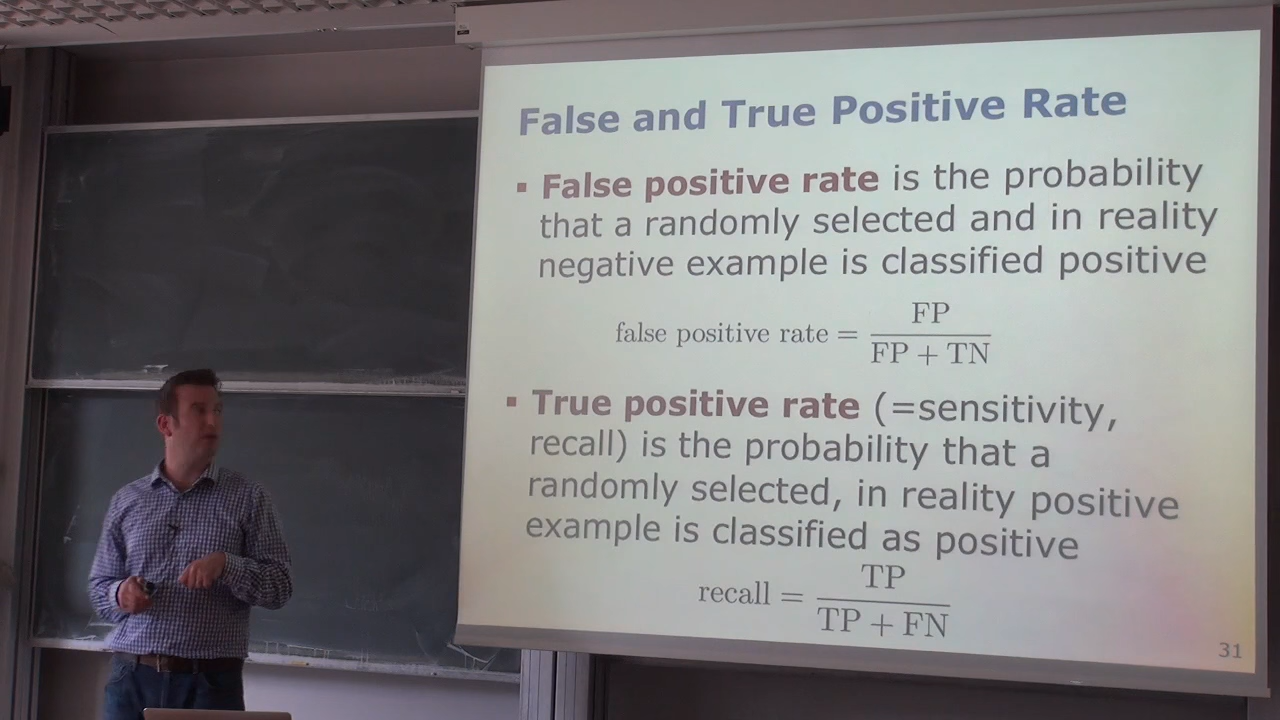 False and True Positive Rate
▪ False positive rate is the probability
that a randomly selected and in reality
negative example is classified positive
false positive rate = FP / (FP + TN)
▪ True positive rate (=sensitivity,
recall) is the probability that a
randomly selected, in reality positive
example is classified as positive
recall = TP / (TP + FN)
31